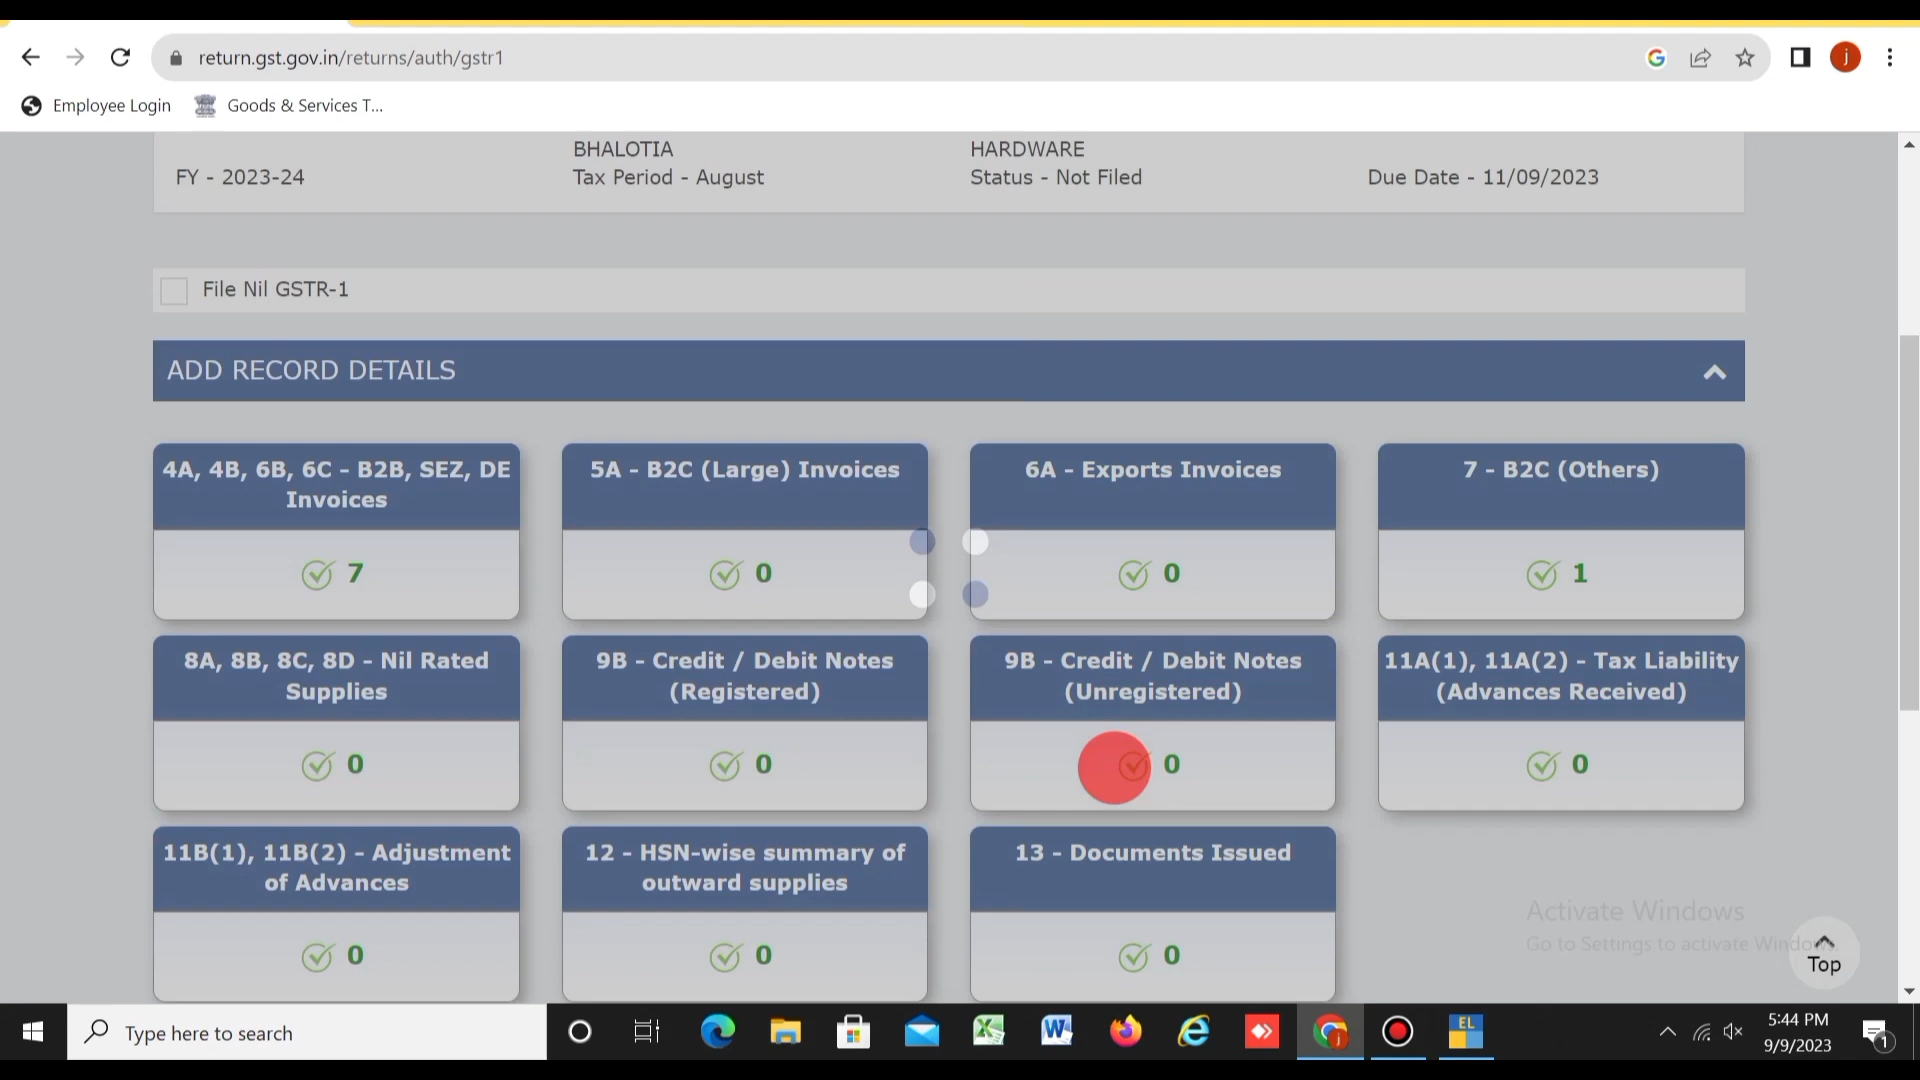 return.gst.gov.in/returns/auth/gstr1
j
Employee Login
Goods & Services T...
BHALOTIA
HARDWARE
FY - 2023-24
Tax Period - August
Status - Not Filed
Due Date - 11/09/2023
File Nil GSTR-1
ADD RECORD DETAILS
4A, 4B, 6B, 6C - B2B, SEZ, DE
Invoices
7
5A - B2C (Large) Invoices
0
6A - Exports Invoices
0
7 - B2C (Others)
1
8A, 8B, 8C, 8D - Nil Rated
Supplies
0
9B - Credit / Debit Notes
(Registered)
0
9B - Credit / Debit Notes
(Unregistered)
0
11A(1), 11A(2) - Tax Liability
(Advances Received)
0
11B(1), 11B(2) - Adjustment
of Advances
0
12 - HSN-wise summary of
outward supplies
0
13 - Documents Issued
0
Activate Windows
Go to Settings to activate Windows.
Top
Type here to search
EL
5:44 PM
9/9/2023
1